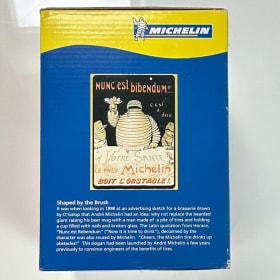 MICHELIN
NUNC EST BIBENDUM!!
c'est
à
dire
À VOTRE SANTÉ
LE PNEU Michelin
BOIT L'OBSTACLE!
Shaped by the Brush
It was when looking in 1898 at an advertising sketch for a brasserie drawn
by O'Galop that André Michelin had an idea: why not replace the bearded
giant raising his beer mug with a man made of a pile of tires and holding
a cup filled with nails and broken glass. The Latin quotation from Horace,
"Nunc est Bibendum" ("Now it is time to drink"), declaimed by the
character was also reused by Michelin. "Cheers, the Michelin tire drinks up
obstacles!" This slogan had been launched by André Michelin a few years
previously to convince engineers of the benefits of tires.